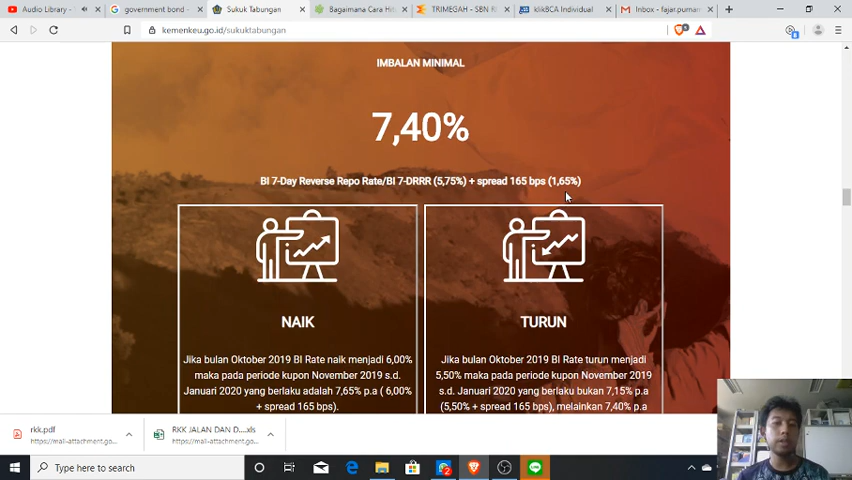 Audio Library -
government bond -
Sukuk Tabungan
Bagaimana Cara Hit
TRIMEGAH - SBN R
klikBCA Individual
Inbox - fajar.purnam
kemenkeu.go.id/sukuktabungan
IMBALAN MINIMAL
7,40%
BI 7-Day Reverse Repo Rate/BI 7-DRRR (5,75%) + spread 165 bps (1,65%)
NAIK
Jika bulan Oktober 2019 BI Rate naik menjadi 6,00%
maka pada periode kupon November 2019 s.d.
Januari 2020 yang berlaku adalah 7,65% p.a ( 6,00%
+ spread 165 bps).
TURUN
Jika bulan Oktober 2019 BI Rate turun menjadi
5,50% maka pada periode kupon November 2019
s.d. Januari 2020 yang berlaku bukan 7,15% p.a
(5,50% + spread 165 bps), melainkan 7,40% p.a
rkk.pdf
https://mail-attachment.go...
RKK JALAN DAN D....xls
https://mail-attachment.go...
Type here to search